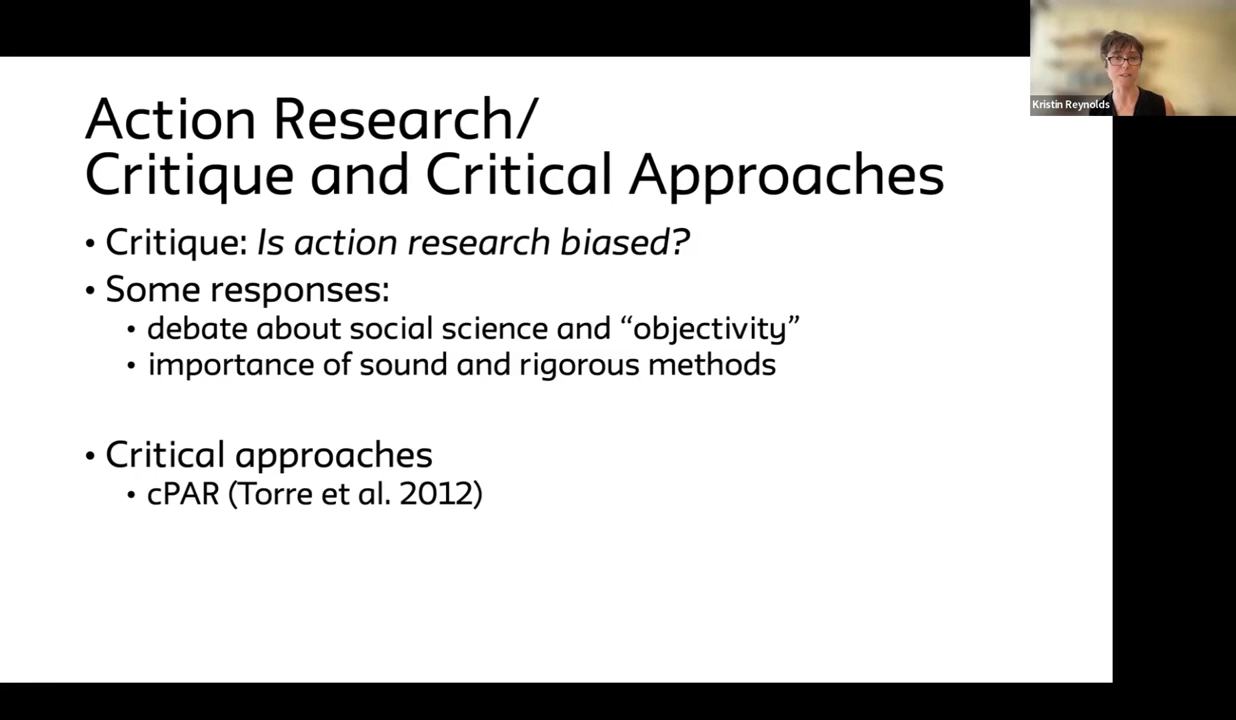 Action Research/
Critique and Critical Approaches
• Critique: Is action research biased?
• Some responses:
• debate about social science and “objectivity”
• importance of sound and rigorous methods
• Critical approaches
• cPAR (Torre et al. 2012)
Kristin Reynolds